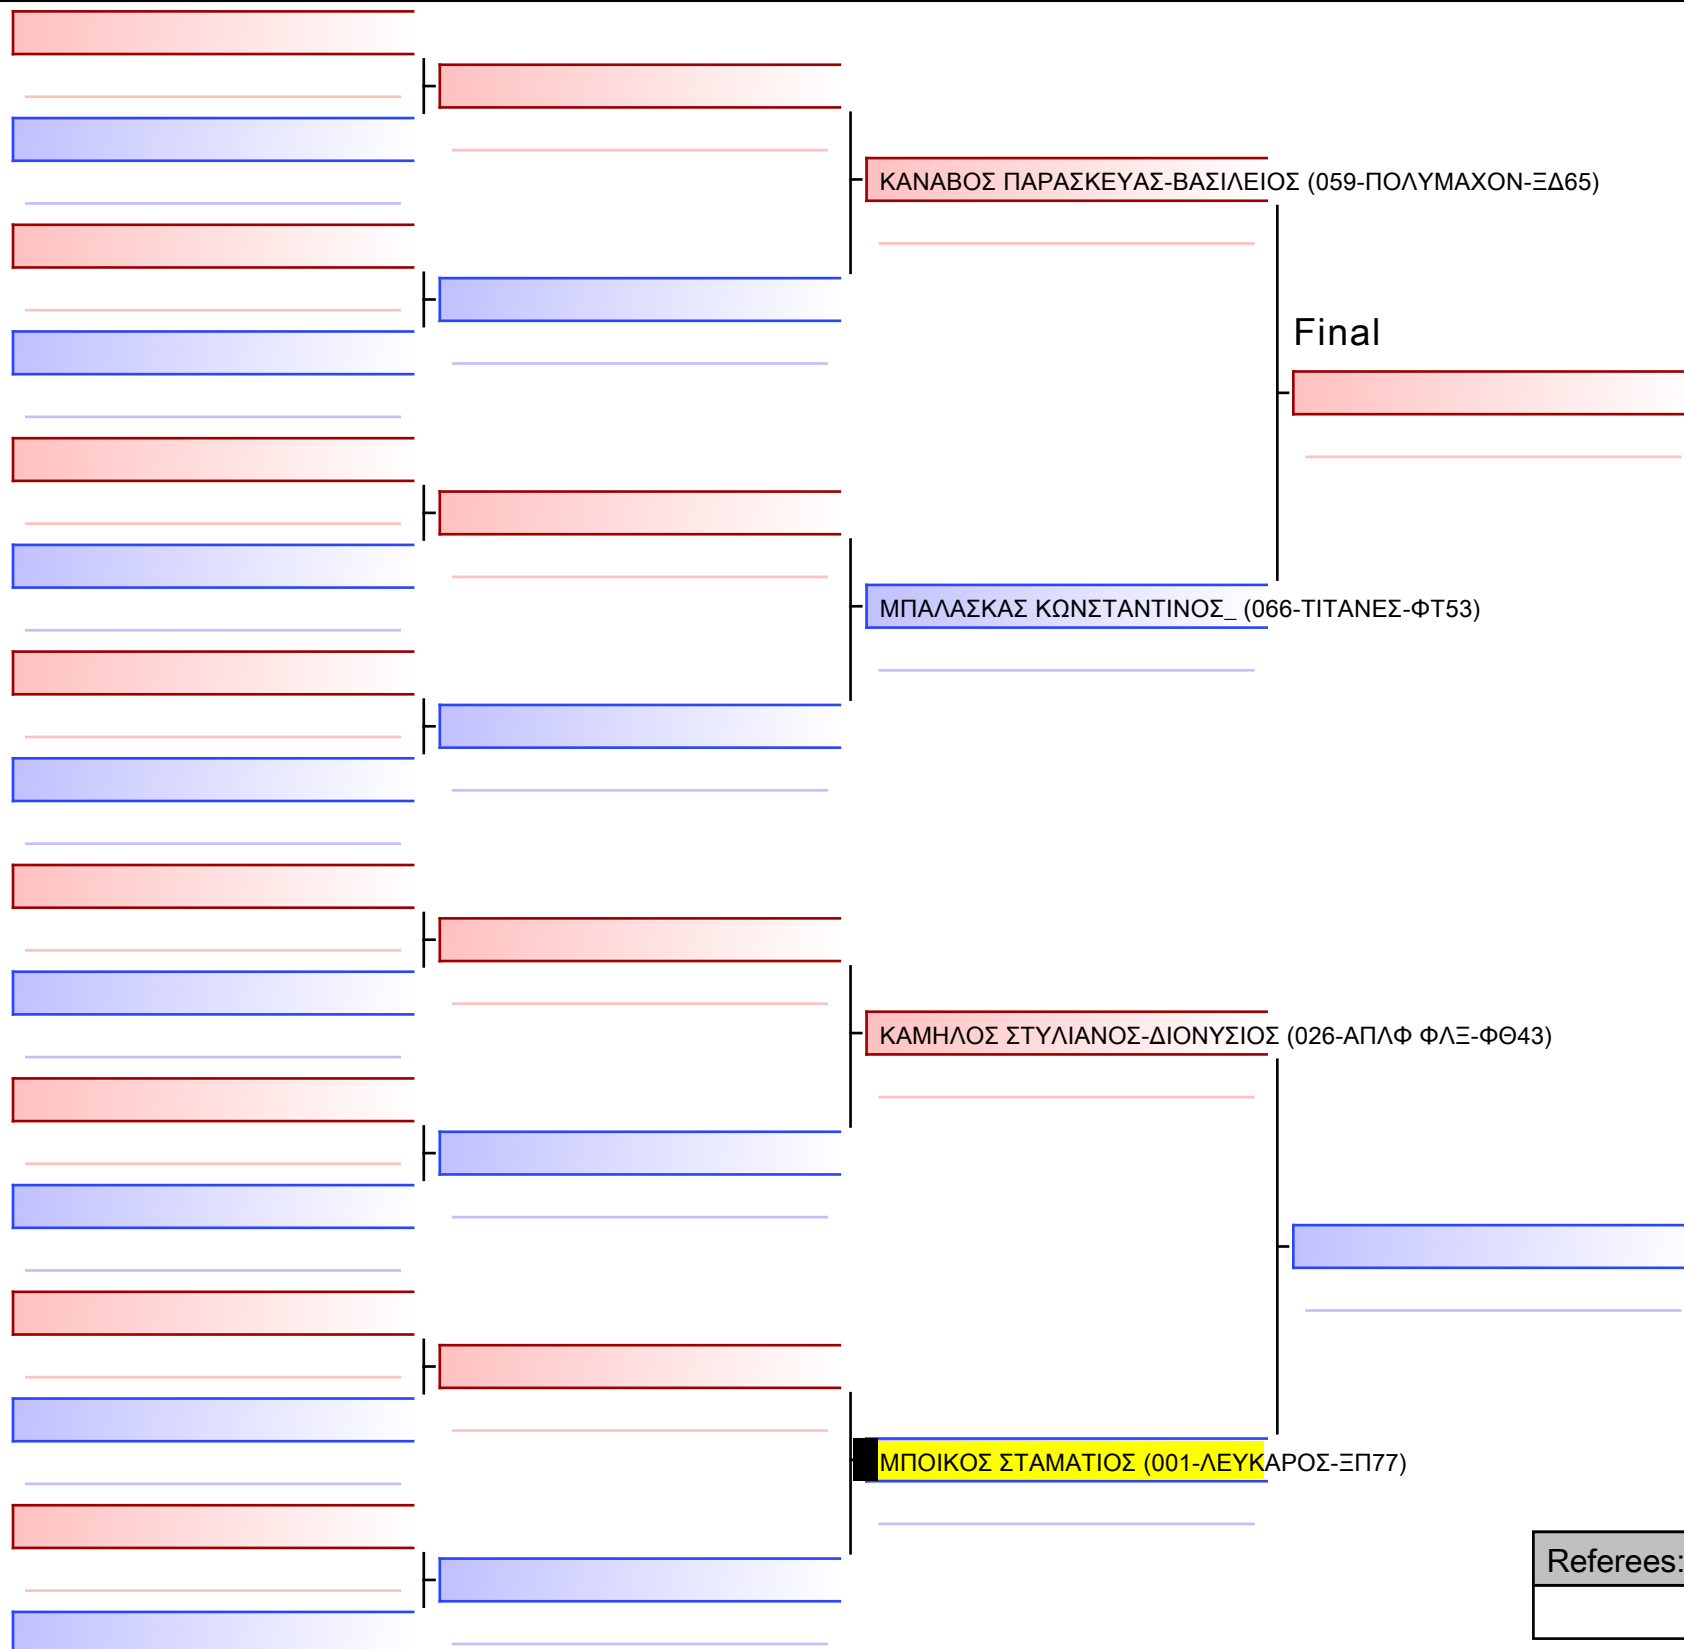 ΚΑΝΑΒΟΣ ΠΑΡΑΣΚΕΥΑΣ-ΒΑΣΙΛΕΙΟΣ (059-ΠΟΛΥΜΑΧΟΝ-ΞΔ65)
Final
ΜΠΑΛΑΣΚΑΣ ΚΩΝΣΤΑΝΤΙΝΟΣ_ (066-ΤΙΤΑΝΕΣ-ΦΤ53)
ΚΑΜΗΛΟΣ ΣΤΥΛΙΑΝΟΣ-ΔΙΟΝΥΣΙΟΣ (026-ΑΠΛΦ ΦΛΞ-ΦΘ43)
ΜΠΟΙΚΟΣ ΣΤΑΜΑΤΙΟΣ (001-ΛΕΥΚΑΡΟΣ-ΞΠ77)
Referees: